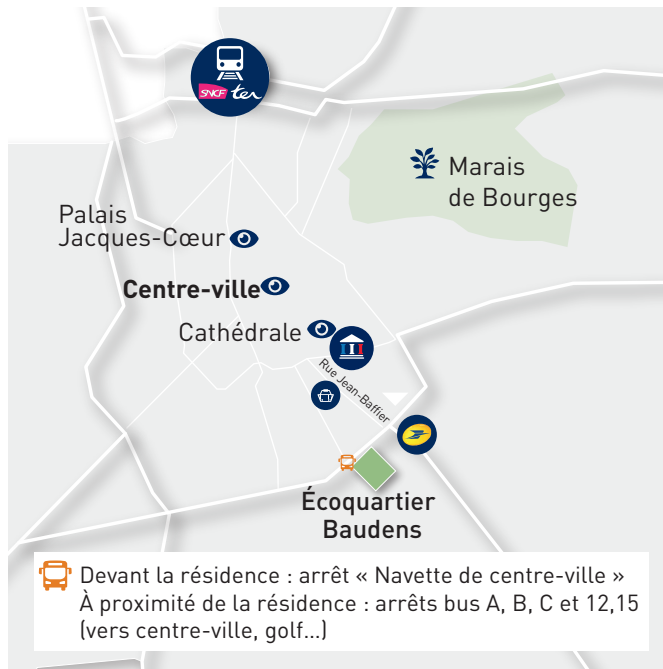 SNCF ter
Marais
de Bourges
Palais
Jacques-Cœur
Centre-ville
Cathédrale
Rue Jean-Baffier
Écoquartier
Baudens
Devant la résidence : arrêt « Navette de centre-ville »
À proximité de la résidence : arrêts bus A, B, C et 12,15
(vers centre-ville, golf...)